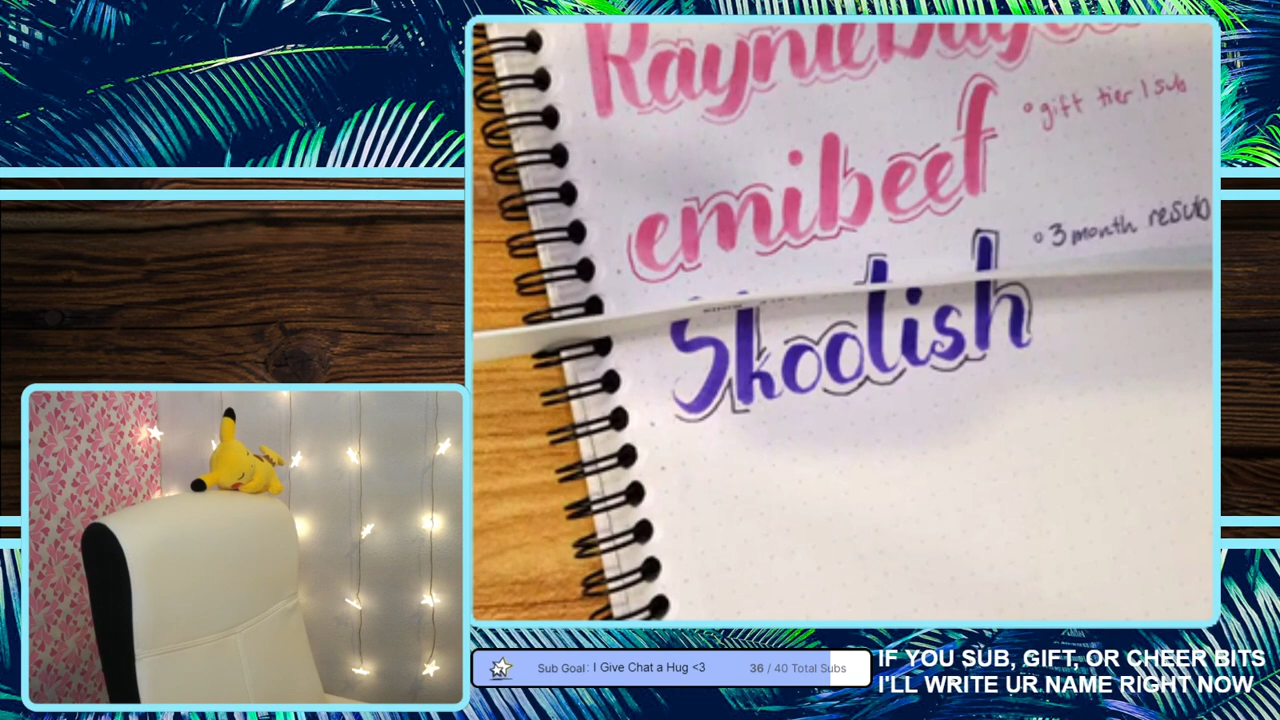 gift tier 1 sub
emibeef
3 month resub
Skoolish
Sub Goal: I Give Chat a Hug <3 36 / 40 Total Subs
IF YOU SUB, GIFT, OR CHEER BITS
I'LL WRITE UR NAME RIGHT NOW